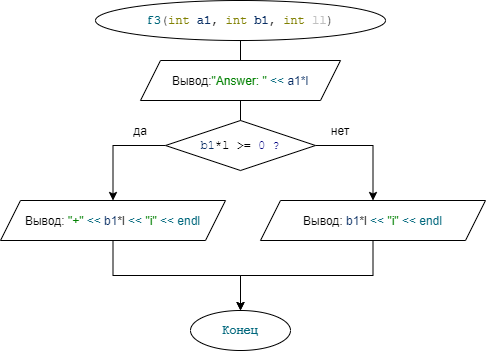 f3(int a1, int b1, int l1)
Вывод:"Answer: " << a1*l
да
нет
b1*l >= 0 ?
Вывод: "+" << b1*l << "i" << endl
Вывод: b1*l << "i" << endl
Конец